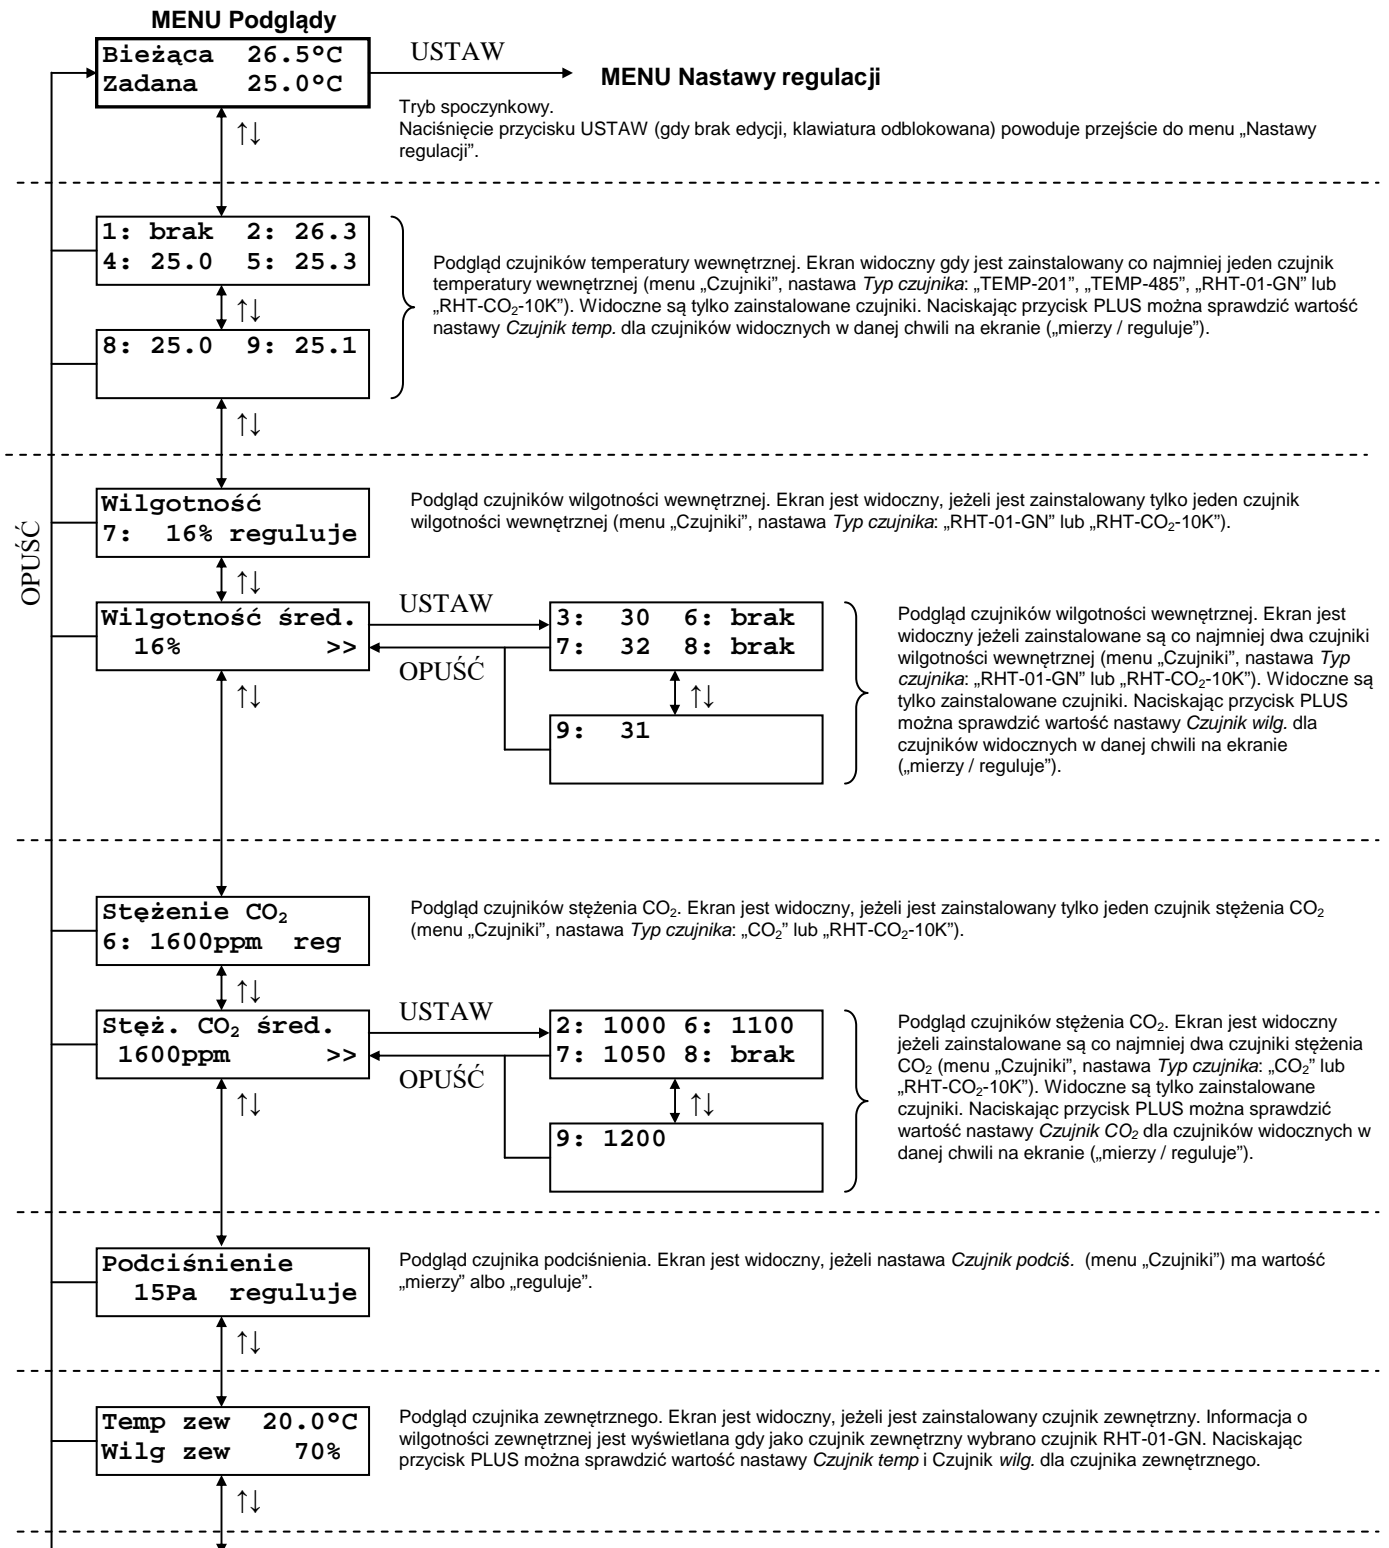 MENU Podglądy
Bieżąca 26.5ºC
Zadana 25.0ºC
USTAW
MENU Nastawy regulacji
Tryb spoczynkowy.
Naciśnięcie przycisku USTAW (gdy brak edycji, klawiatura odblokowana) powoduje przejście do menu „Nastawy
regulacji”.
↑↓
1: brak 2: 26.3
4: 25.0 5: 25.3
↑↓
8: 25.0 9: 25.1
Podgląd czujników temperatury wewnętrznej. Ekran widoczny gdy jest zainstalowany co najmniej jeden czujnik
temperatury wewnętrznej (menu „Czujniki”, nastawa Typ czujnika: „TEMP-201”, „TEMP-485”, „RHT-01-GN” lub
„RHT-CO₂-10K”). Widoczne są tylko zainstalowane czujniki. Naciskając przycisk PLUS można sprawdzić wartość
nastawy Czujnik temp. dla czujników widocznych w danej chwili na ekranie („mierzy / reguluje”).
↑↓
OPUŚĆ
Wilgotność
7: 16% reguluje
Podgląd czujników wilgotności wewnętrznej. Ekran jest widoczny, jeżeli jest zainstalowany tylko jeden czujnik
wilgotności wewnętrznej (menu „Czujniki”, nastawa Typ czujnika: „RHT-01-GN” lub „RHT-CO₂-10K”).
↑↓
Wilgotność śred.
16% >>
USTAW
OPUŚĆ
3: 30 6: brak
7: 32 8: brak
↑↓
9: 31
Podgląd czujników wilgotności wewnętrznej. Ekran jest
widoczny jeżeli zainstalowane są co najmniej dwa czujniki
wilgotności wewnętrznej (menu „Czujniki”, nastawa Typ
czujnika: „RHT-01-GN” lub „RHT-CO₂-10K”). Widoczne są
tylko zainstalowane czujniki. Naciskając przycisk PLUS
można sprawdzić wartość nastawy Czujnik wilg. dla
czujników widocznych w danej chwili na ekranie
(„mierzy / reguluje”).
↑↓
Stężenie CO₂
6: 1600ppm reg
Podgląd czujników stężenia CO₂. Ekran jest widoczny, jeżeli jest zainstalowany tylko jeden czujnik stężenia CO₂
(menu „Czujniki”, nastawa Typ czujnika: „CO₂” lub „RHT-CO₂-10K”).
↑↓
Stęż. CO₂ śred.
1600ppm >>
USTAW
OPUŚĆ
2: 1000 6: 1100
7: 1050 8: brak
↑↓
9: 1200
Podgląd czujników stężenia CO₂. Ekran jest widoczny
jeżeli zainstalowane są co najmniej dwa czujniki stężenia
CO₂ (menu „Czujniki”, nastawa Typ czujnika: „CO₂” lub
„RHT-CO₂-10K”). Widoczne są tylko zainstalowane
czujniki. Naciskając przycisk PLUS można sprawdzić
wartość nastawy Czujnik CO₂ dla czujników widocznych w
danej chwili na ekranie („mierzy / reguluje”).
↑↓
Podciśnienie
15Pa reguluje
Podgląd czujnika podciśnienia. Ekran jest widoczny, jeżeli nastawa Czujnik podciś. (menu „Czujniki”) ma wartość
„mierzy” albo „reguluje”.
↑↓
Temp zew 20.0ºC
Wilg zew 70%
Podgląd czujnika zewnętrznego. Ekran jest widoczny, jeżeli jest zainstalowany czujnik zewnętrzny. Informacja o
wilgotności zewnętrznej jest wyświetlana gdy jako czujnik zewnętrzny wybrano czujnik RHT-01-GN. Naciskając
przycisk PLUS można sprawdzić wartość nastawy Czujnik temp i Czujnik wilg. dla czujnika zewnętrznego.
↑↓